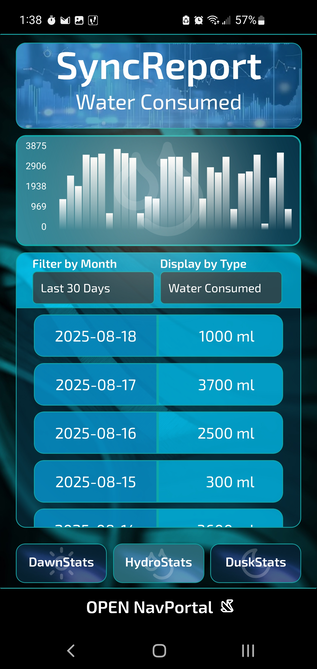 1:38
57%
SyncReport
Water Consumed
3875
2906
1938
969
0
Filter by Month Display by Type
Last 30 Days Water Consumed
2025-08-18 1000 ml
2025-08-17 3700 ml
2025-08-16 2500 ml
2025-08-15 300 ml
DawnStats HydroStats DuskStats
OPEN NavPortal